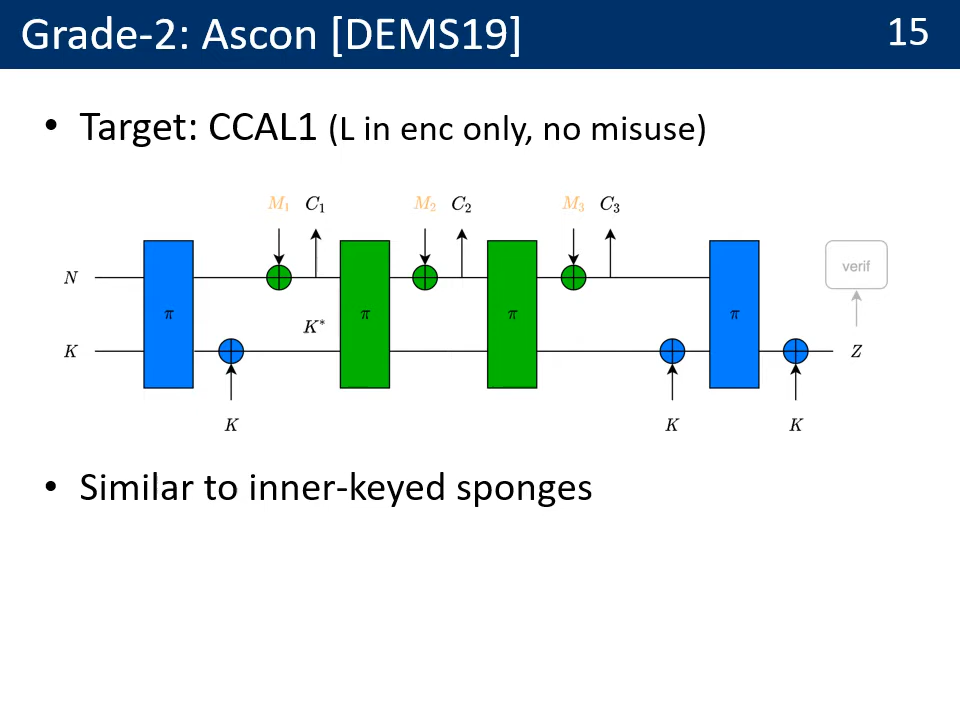 Grade-2: Ascon [DEMS19]
15
• Target: CCAL1 (L in enc only, no misuse)
M₁ C₁ M₂ C₂ M₃ C₃
N
verif
π π π π
K*
K
Z
K K K
• Similar to inner-keyed sponges